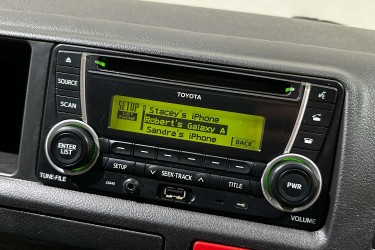 TOYOTA
SOURCE
SCAN
SETUP
Stacey's iPhone
Robert's Galaxy A
Sandra's iPhone
BACK
ENTER
LIST
TUNE•FILE
SETUP
SEEK•TRACK
TITLE
PWR
VOLUME